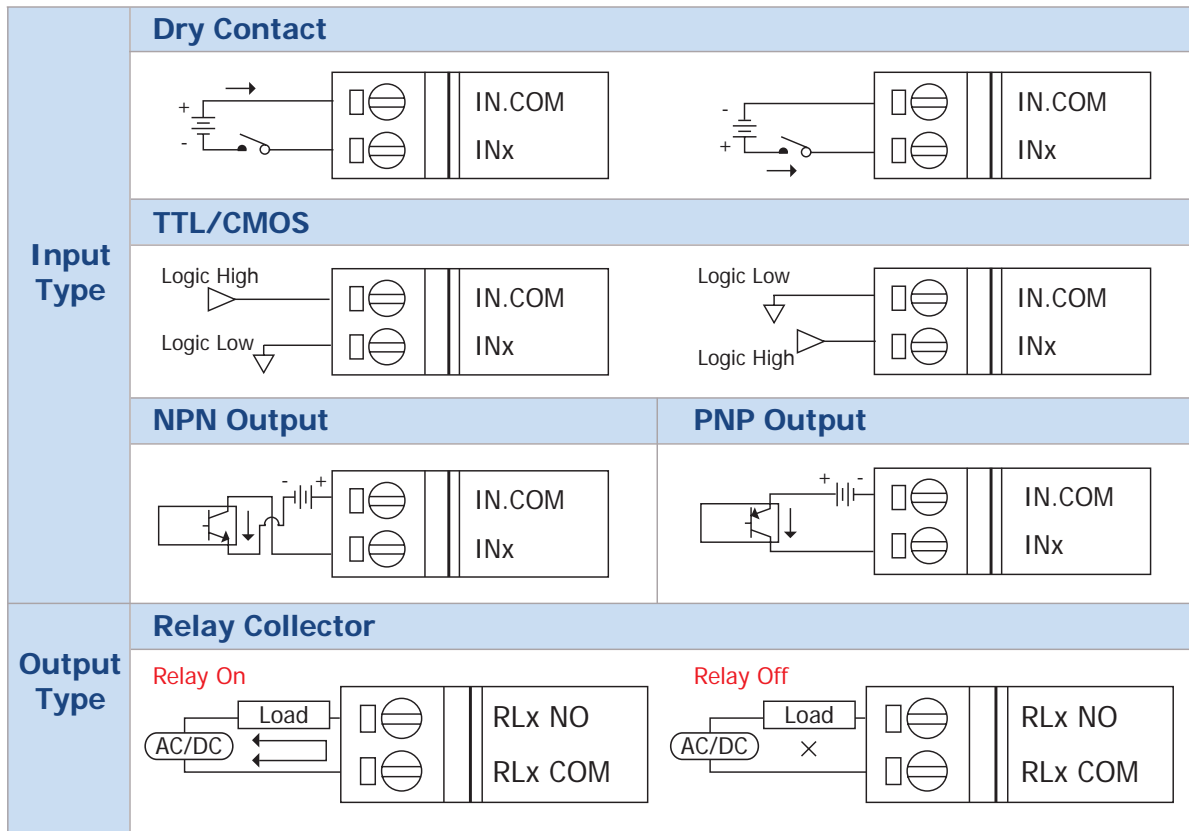 Input
Type
Dry Contact
+
-
IN.COM
INx
-
+
IN.COM
INx
TTL/CMOS
Logic High
Logic Low
IN.COM
INx
Logic Low
Logic High
IN.COM
INx
NPN Output
- +
IN.COM
INx
PNP Output
+ -
IN.COM
INx
Output
Type
Relay Collector
Relay On
Load
AC/DC
RLx NO
RLx COM
Relay Off
Load
AC/DC
RLx NO
RLx COM